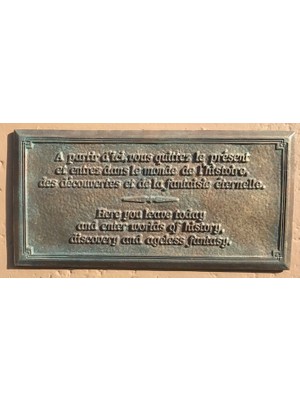 A partir d'ici, vous quittez le présent
et entrez dans le monde de l'histoire,
des découvertes et de la fantaisie éternelle.
Here you leave today
and enter worlds of history,
discovery and ageless fantasy.